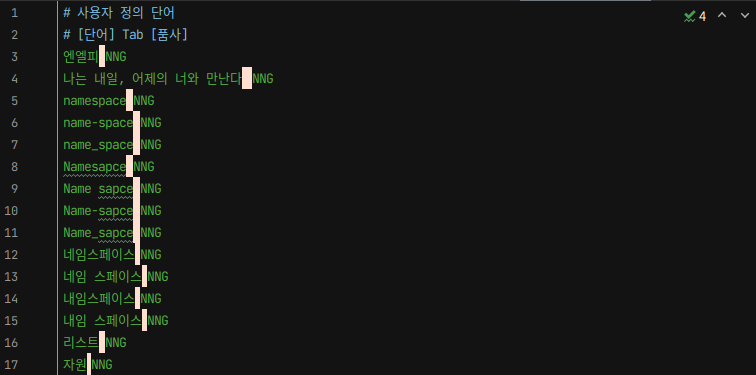 4
1 # 사용자 정의 단어
2 # [단어] Tab [품사]
3 엔엘피	NNG
4 나는 내일, 어제의 너와 만난다	NNG
5 namespace	NNG
6 name-space	NNG
7 name_space	NNG
8 Namesapce	NNG
9 Name sapce	NNG
10 Name-sapce	NNG
11 Name_sapce	NNG
12 네임스페이스	NNG
13 네임 스페이스	NNG
14 내임스페이스	NNG
15 내임 스페이스	NNG
16 리스트	NNG
17 자원	NNG